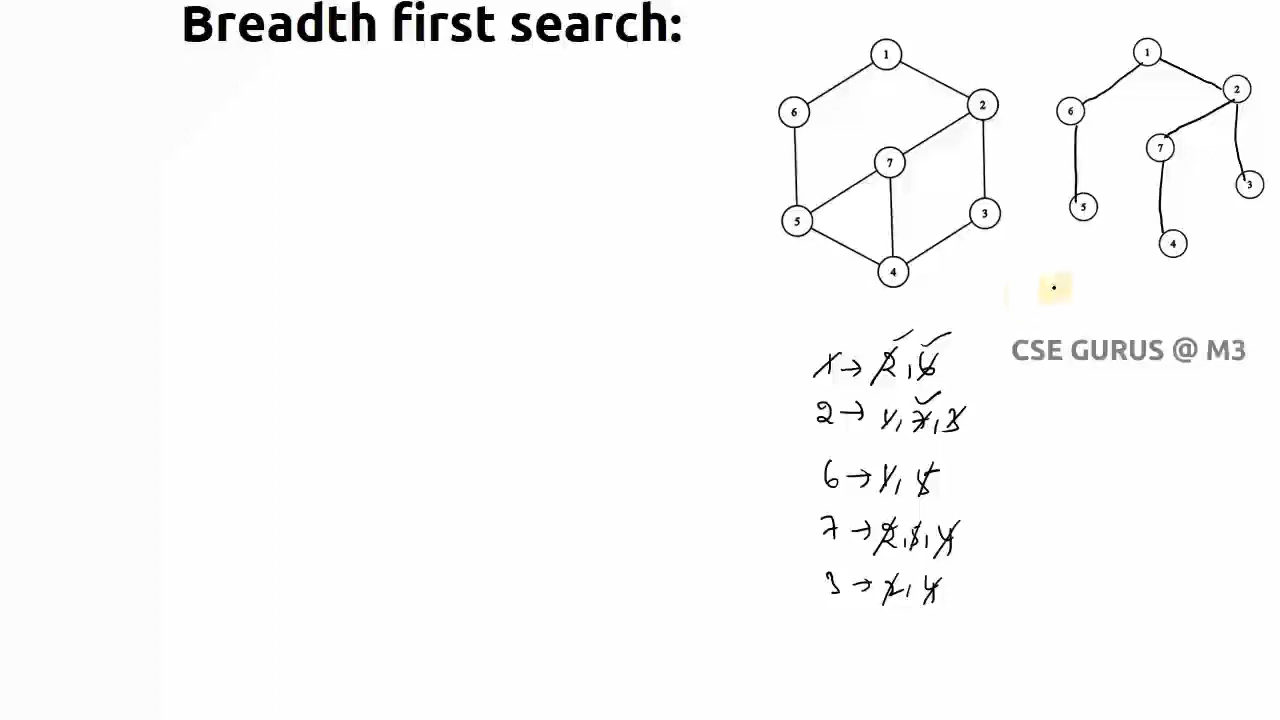 Breadth first search:
1
6
2
7
5
3
4
1
2
6
7
3
5
4
CSE GURUS @ M3
1 → 2, 6
2 → 1, 7, 3
6 → 1, 5
7 → 2, 5, 4
3 → 2, 4